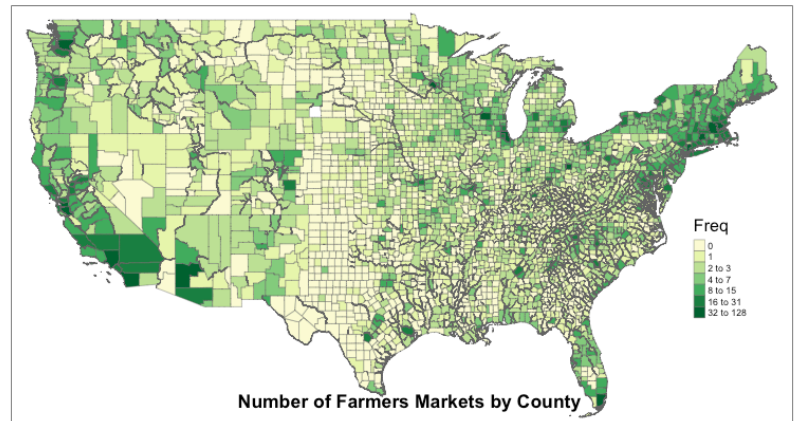 Freq
0
1
2 to 3
4 to 7
8 to 15
16 to 31
32 to 128
Number of Farmers Markets by County